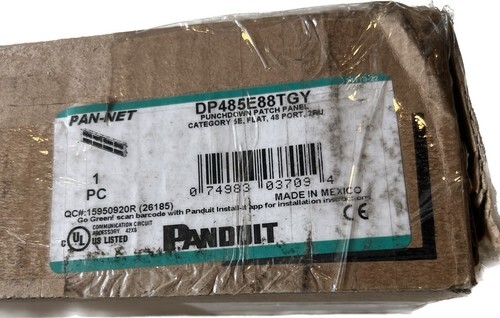 PAN-NET
DP485E88TGY
PUNCHDOWN PATCH PANEL
CATEGORY 5E, FLAT, 48 PORT, 2RU
1
PC
0 74983 03709 4
MADE IN MEXICO
QC#:15950920R (26185)
Go Green! scan barcode with Panduit Install-App for installation instructions.
C UL US LISTED
COMMUNICATION CIRCUIT
ACCESSORY 42X8
PANDUIT
CE